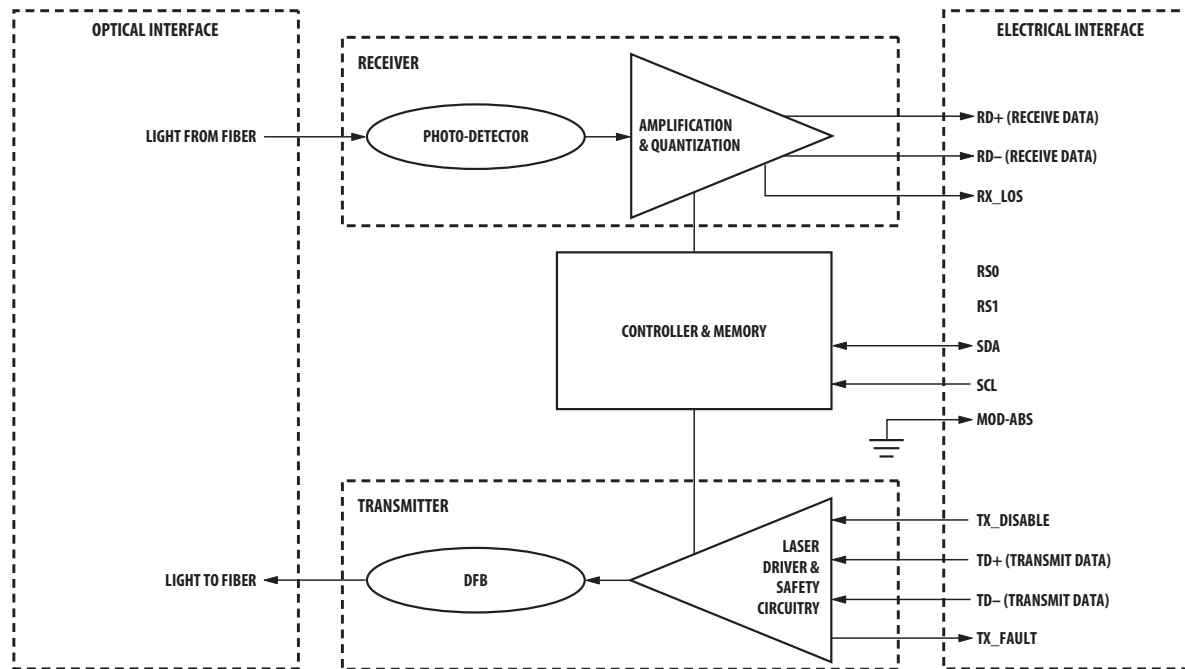 OPTICAL INTERFACE
ELECTRICAL INTERFACE
RECEIVER
LIGHT FROM FIBER
PHOTO-DETECTOR
AMPLIFICATION
& QUANTIZATION
RD+ (RECEIVE DATA)
RD– (RECEIVE DATA)
RX_LOS
RS0
RS1
CONTROLLER & MEMORY
SDA
SCL
MOD-ABS
TRANSMITTER
LIGHT TO FIBER
DFB
LASER
DRIVER &
SAFETY
CIRCUITRY
TX_DISABLE
TD+ (TRANSMIT DATA)
TD– (TRANSMIT DATA)
TX_FAULT